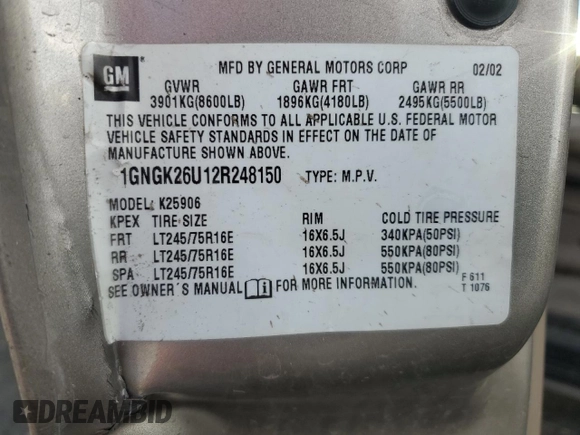 GM
MFD BY GENERAL MOTORS CORP 02/02
GVWR GAWR FRT GAWR RR
3901KG(8600LB) 1896KG(4180LB) 2495KG(5500LB)
THIS VEHICLE CONFORMS TO ALL APPLICABLE U.S. FEDERAL MOTOR
VEHICLE SAFETY STANDARDS IN EFFECT ON THE DATE OF
MANUFACTURE SHOWN ABOVE.
1GNGK26U12R248150 TYPE: M.P.V.
MODEL: K25906
KPEX TIRE SIZE RIM COLD TIRE PRESSURE
FRT LT245/75R16E 16X6.5J 340KPA(50PSI)
RR LT245/75R16E 16X6.5J 550KPA(80PSI)
SPA LT245/75R16E 16X6.5J 550KPA(80PSI)
SEE OWNER'S MANUAL FOR MORE INFORMATION.
F 611
T 1076
DREAMBID